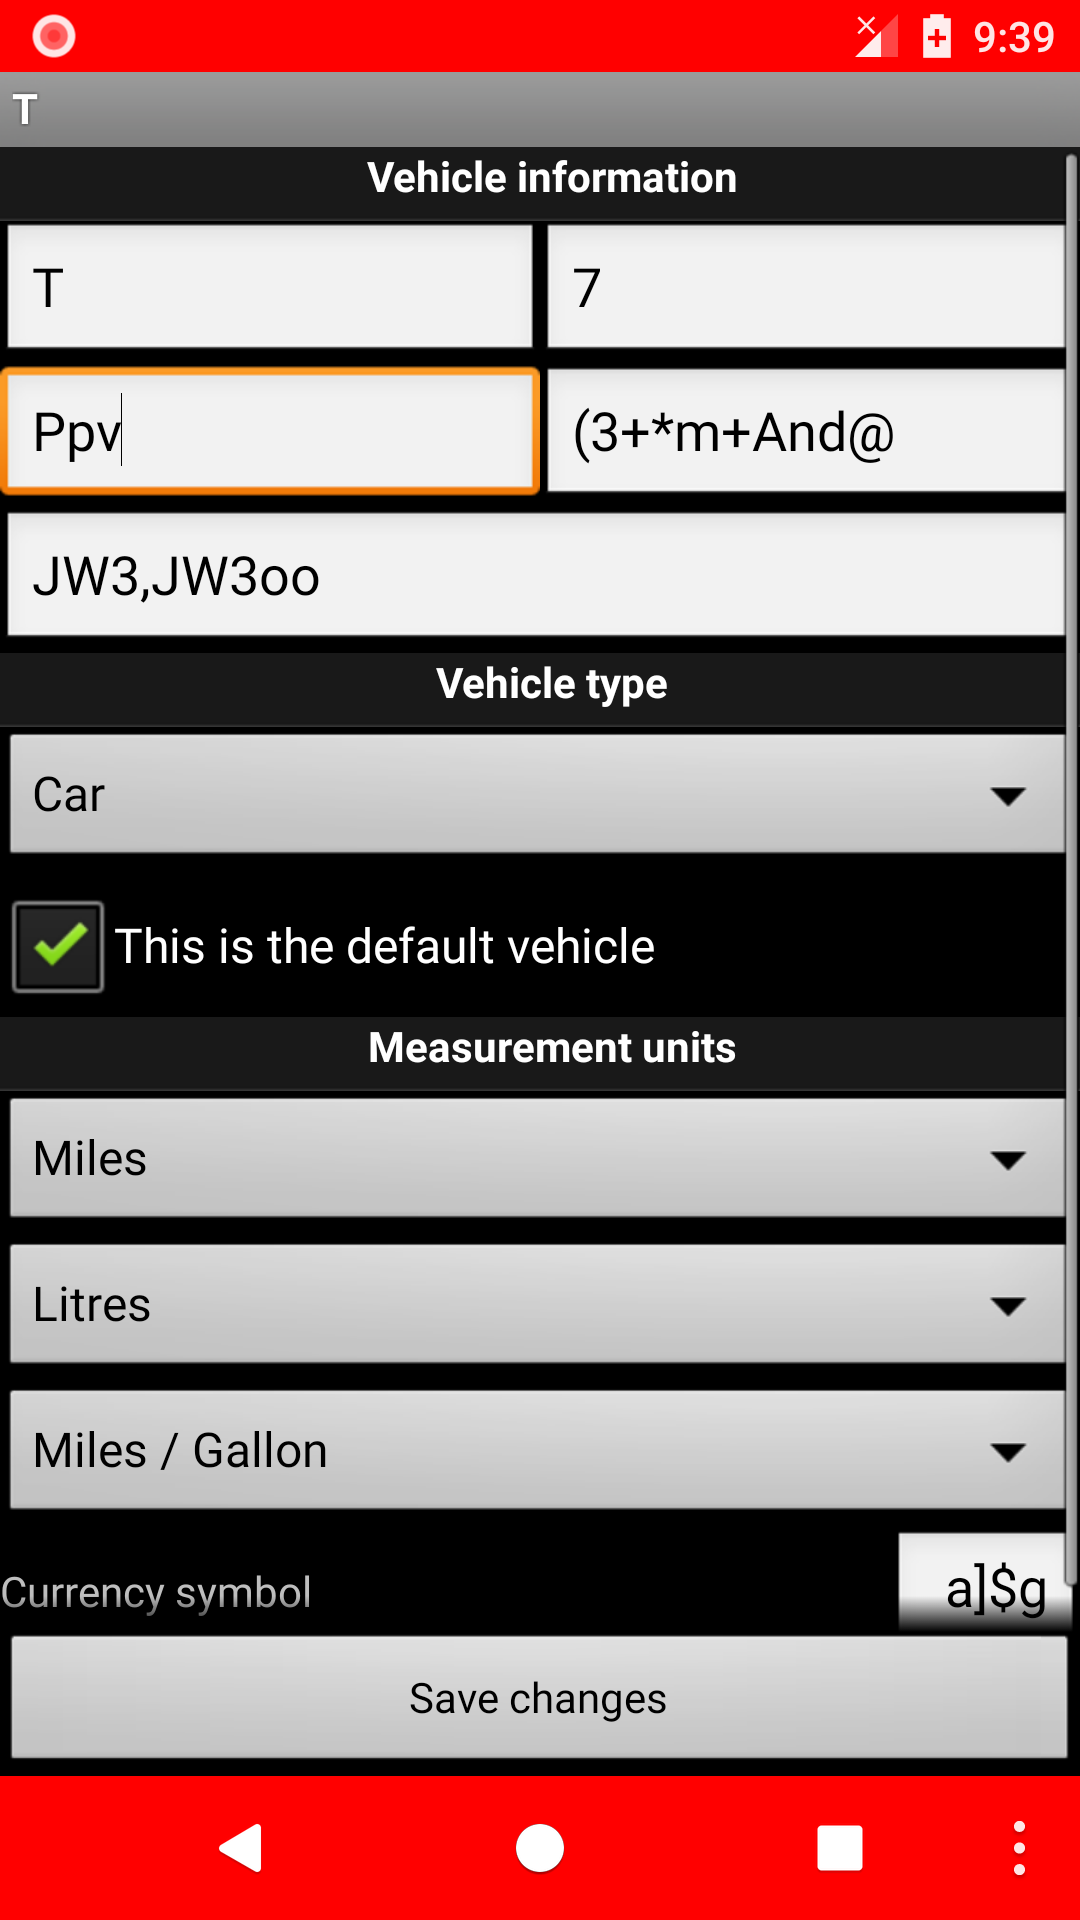 9:39
T
Vehicle information
T 7
Ppv (3+*m+And@
JW3,JW3oo
Vehicle type
Car
This is the default vehicle
Measurement units
Miles
Litres
Miles / Gallon
Currency symbol a]$g
Save changes